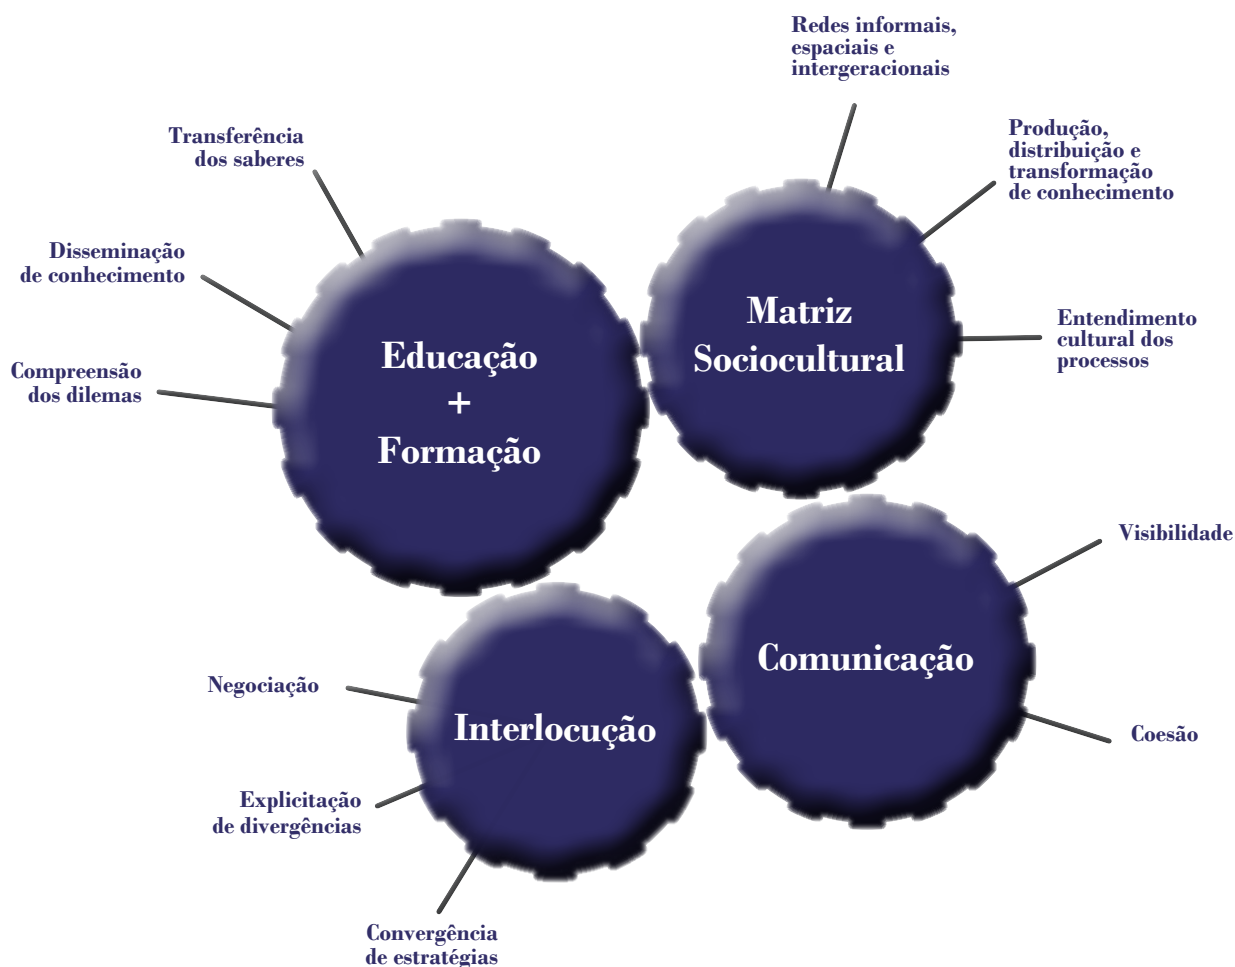 Redes informais,
espaciais e
intergeracionais
Transferência
dos saberes
Produção,
distribuição e
transformação
de conhecimento
Disseminação
de conhecimento
Matriz
Sociocultural
Entendimento
cultural dos
processos
Educação
+
Formação
Compreensão
dos dilemas
Visibilidade
Comunicação
Negociação
Interlocução
Coesão
Explicitação
de divergências
Convergência
de estratégias